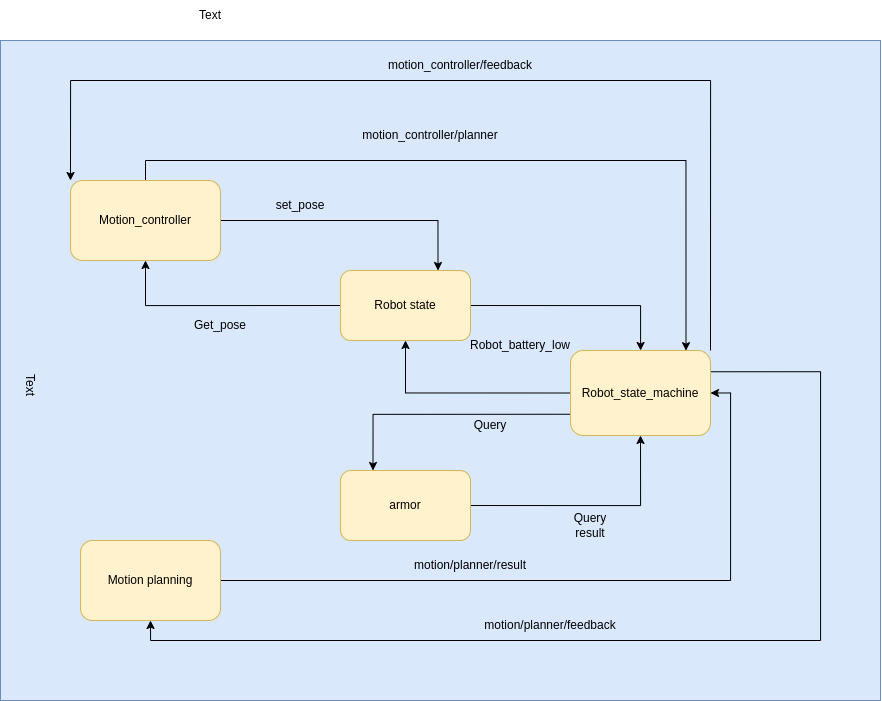 Text
motion_controller/feedback
motion_controller/planner
Motion_controller
set_pose
Robot state
Get_pose
Robot_battery_low
Robot_state_machine
Text
Query
armor
Query
result
motion/planner/result
Motion planning
motion/planner/feedback